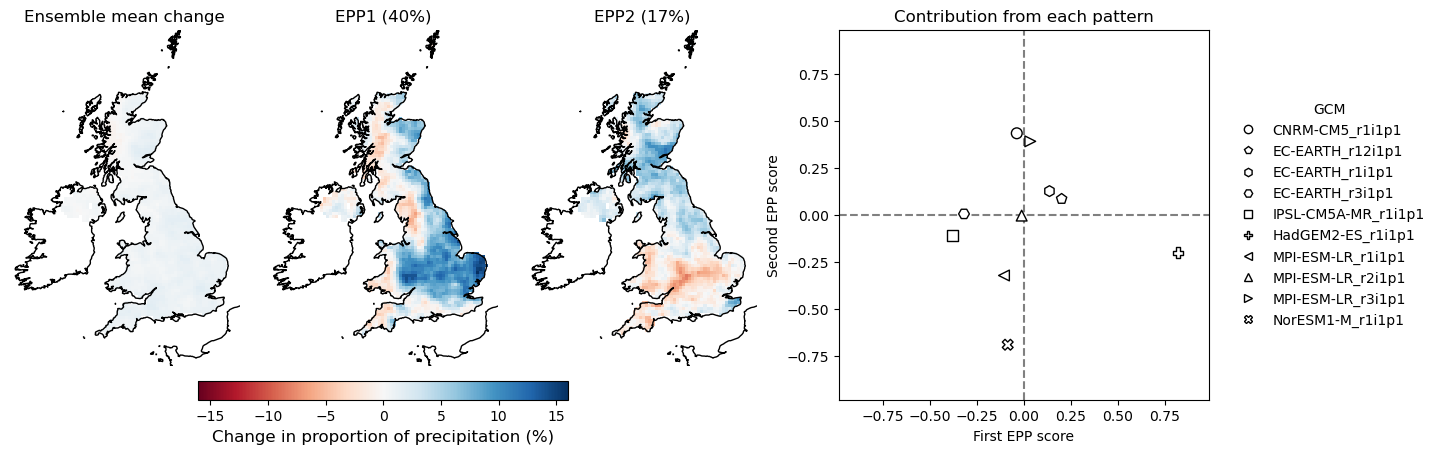 Ensemble mean change
EPP1 (40%)
EPP2 (17%)
−15 −10 −5 0 5 10 15
Change in proportion of precipitation (%)
Contribution from each pattern
0.75
0.50
0.25
0.00
−0.25
−0.50
−0.75
Second EPP score
−0.75 −0.50 −0.25 0.00 0.25 0.50 0.75
First EPP score
GCM
CNRM-CM5_r1i1p1
EC-EARTH_r12i1p1
EC-EARTH_r1i1p1
EC-EARTH_r3i1p1
IPSL-CM5A-MR_r1i1p1
HadGEM2-ES_r1i1p1
MPI-ESM-LR_r1i1p1
MPI-ESM-LR_r2i1p1
MPI-ESM-LR_r3i1p1
NorESM1-M_r1i1p1